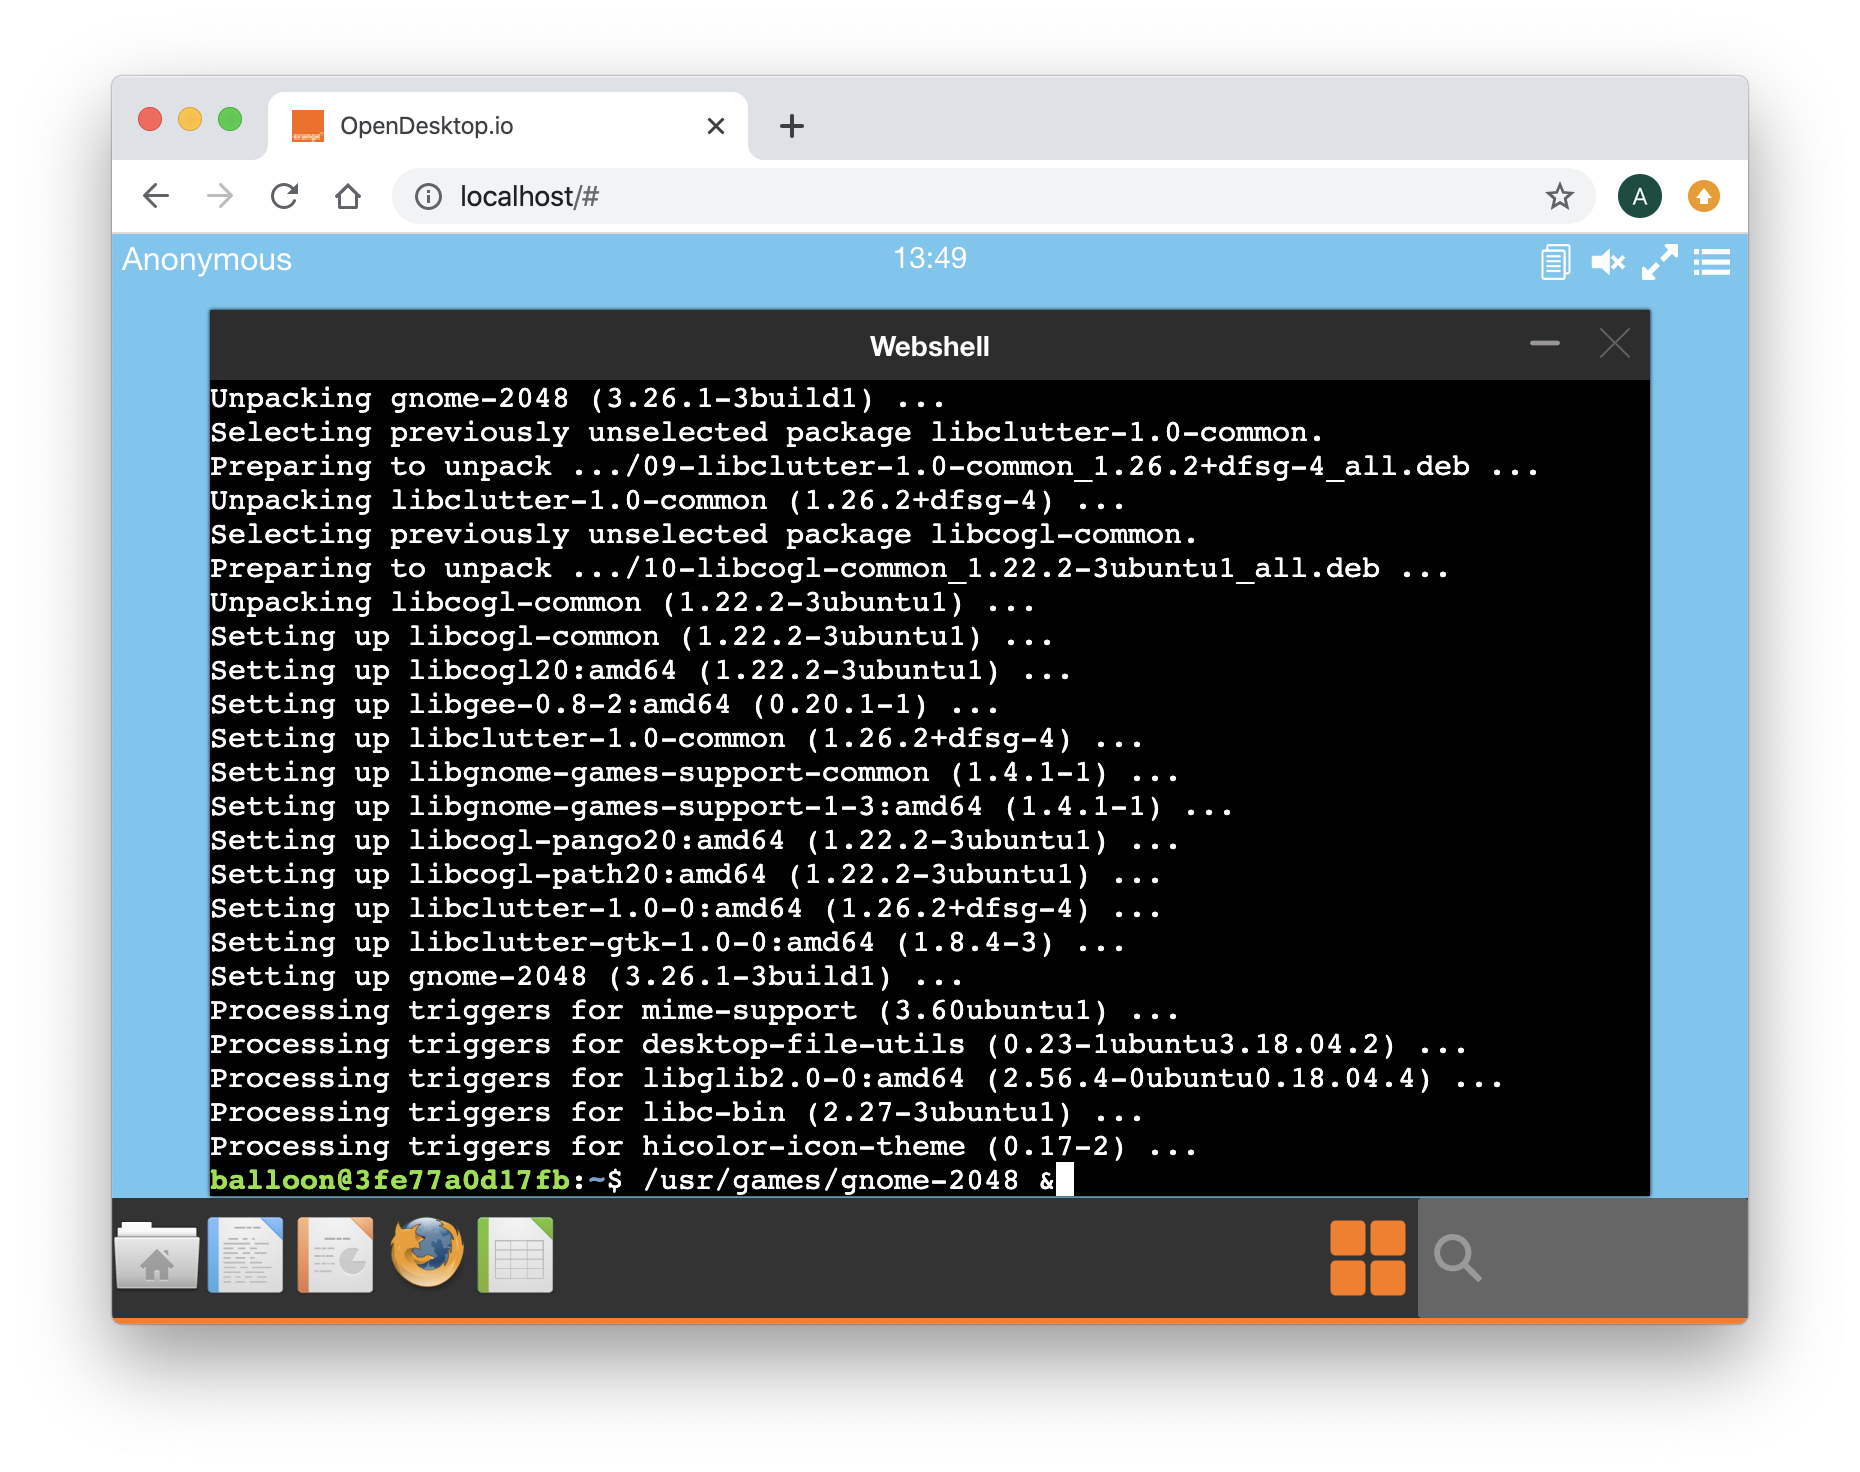 OpenDesktop.io
localhost/#
A
Anonymous
13:49
Webshell
Unpacking gnome-2048 (3.26.1-3build1) ...
Selecting previously unselected package libclutter-1.0-common.
Preparing to unpack .../09-libclutter-1.0-common_1.26.2+dfsg-4_all.deb ...
Unpacking libclutter-1.0-common (1.26.2+dfsg-4) ...
Selecting previously unselected package libcogl-common.
Preparing to unpack .../10-libcogl-common_1.22.2-3ubuntu1_all.deb ...
Unpacking libcogl-common (1.22.2-3ubuntu1) ...
Setting up libcogl-common (1.22.2-3ubuntu1) ...
Setting up libcogl20:amd64 (1.22.2-3ubuntu1) ...
Setting up libgee-0.8-2:amd64 (0.20.1-1) ...
Setting up libclutter-1.0-common (1.26.2+dfsg-4) ...
Setting up libgnome-games-support-common (1.4.1-1) ...
Setting up libgnome-games-support-1-3:amd64 (1.4.1-1) ...
Setting up libcogl-pango20:amd64 (1.22.2-3ubuntu1) ...
Setting up libcogl-path20:amd64 (1.22.2-3ubuntu1) ...
Setting up libclutter-1.0-0:amd64 (1.26.2+dfsg-4) ...
Setting up libclutter-gtk-1.0-0:amd64 (1.8.4-3) ...
Setting up gnome-2048 (3.26.1-3build1) ...
Processing triggers for mime-support (3.60ubuntu1) ...
Processing triggers for desktop-file-utils (0.23-1ubuntu3.18.04.2) ...
Processing triggers for libglib2.0-0:amd64 (2.56.4-0ubuntu0.18.04.4) ...
Processing triggers for libc-bin (2.27-3ubuntu1) ...
Processing triggers for hicolor-icon-theme (0.17-2) ...
balloon@3fe77a0d17fb:~$ /usr/games/gnome-2048 &